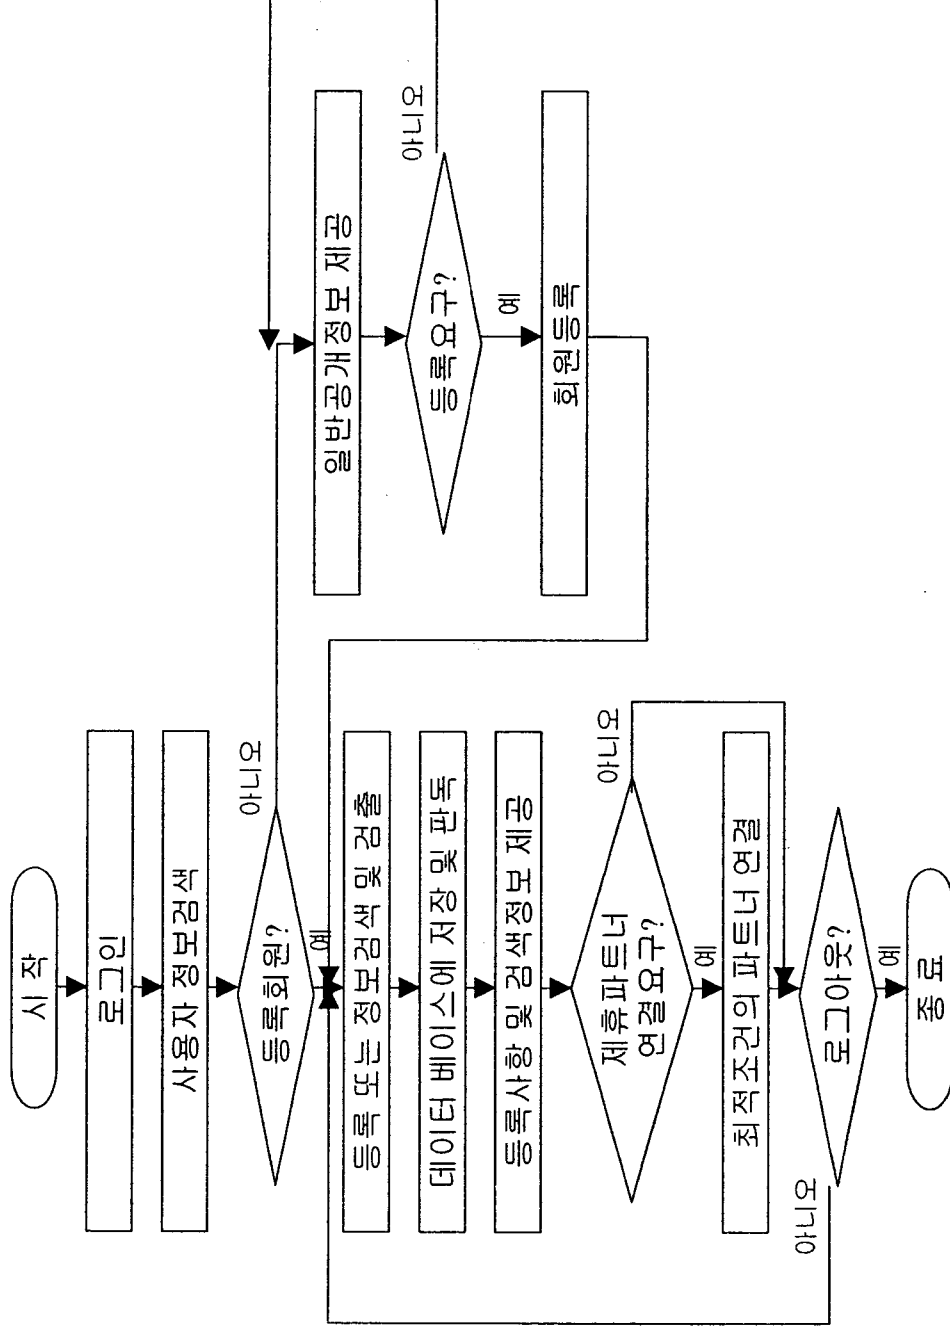 시 작
로그인
사용자 정보검색
등록회원?
아니오
예
등록 또는 정보검색 및 검출
데이터 베이스에 저장 및 판독
등록사항 및 검색정보 제공
제휴파트너
연결요구?
아니오
예
최적조건의 파트너 연결
로그아웃?
아니오
예
종 료
일반공개정보 제공
등록요구?
아니오
예
회원등록